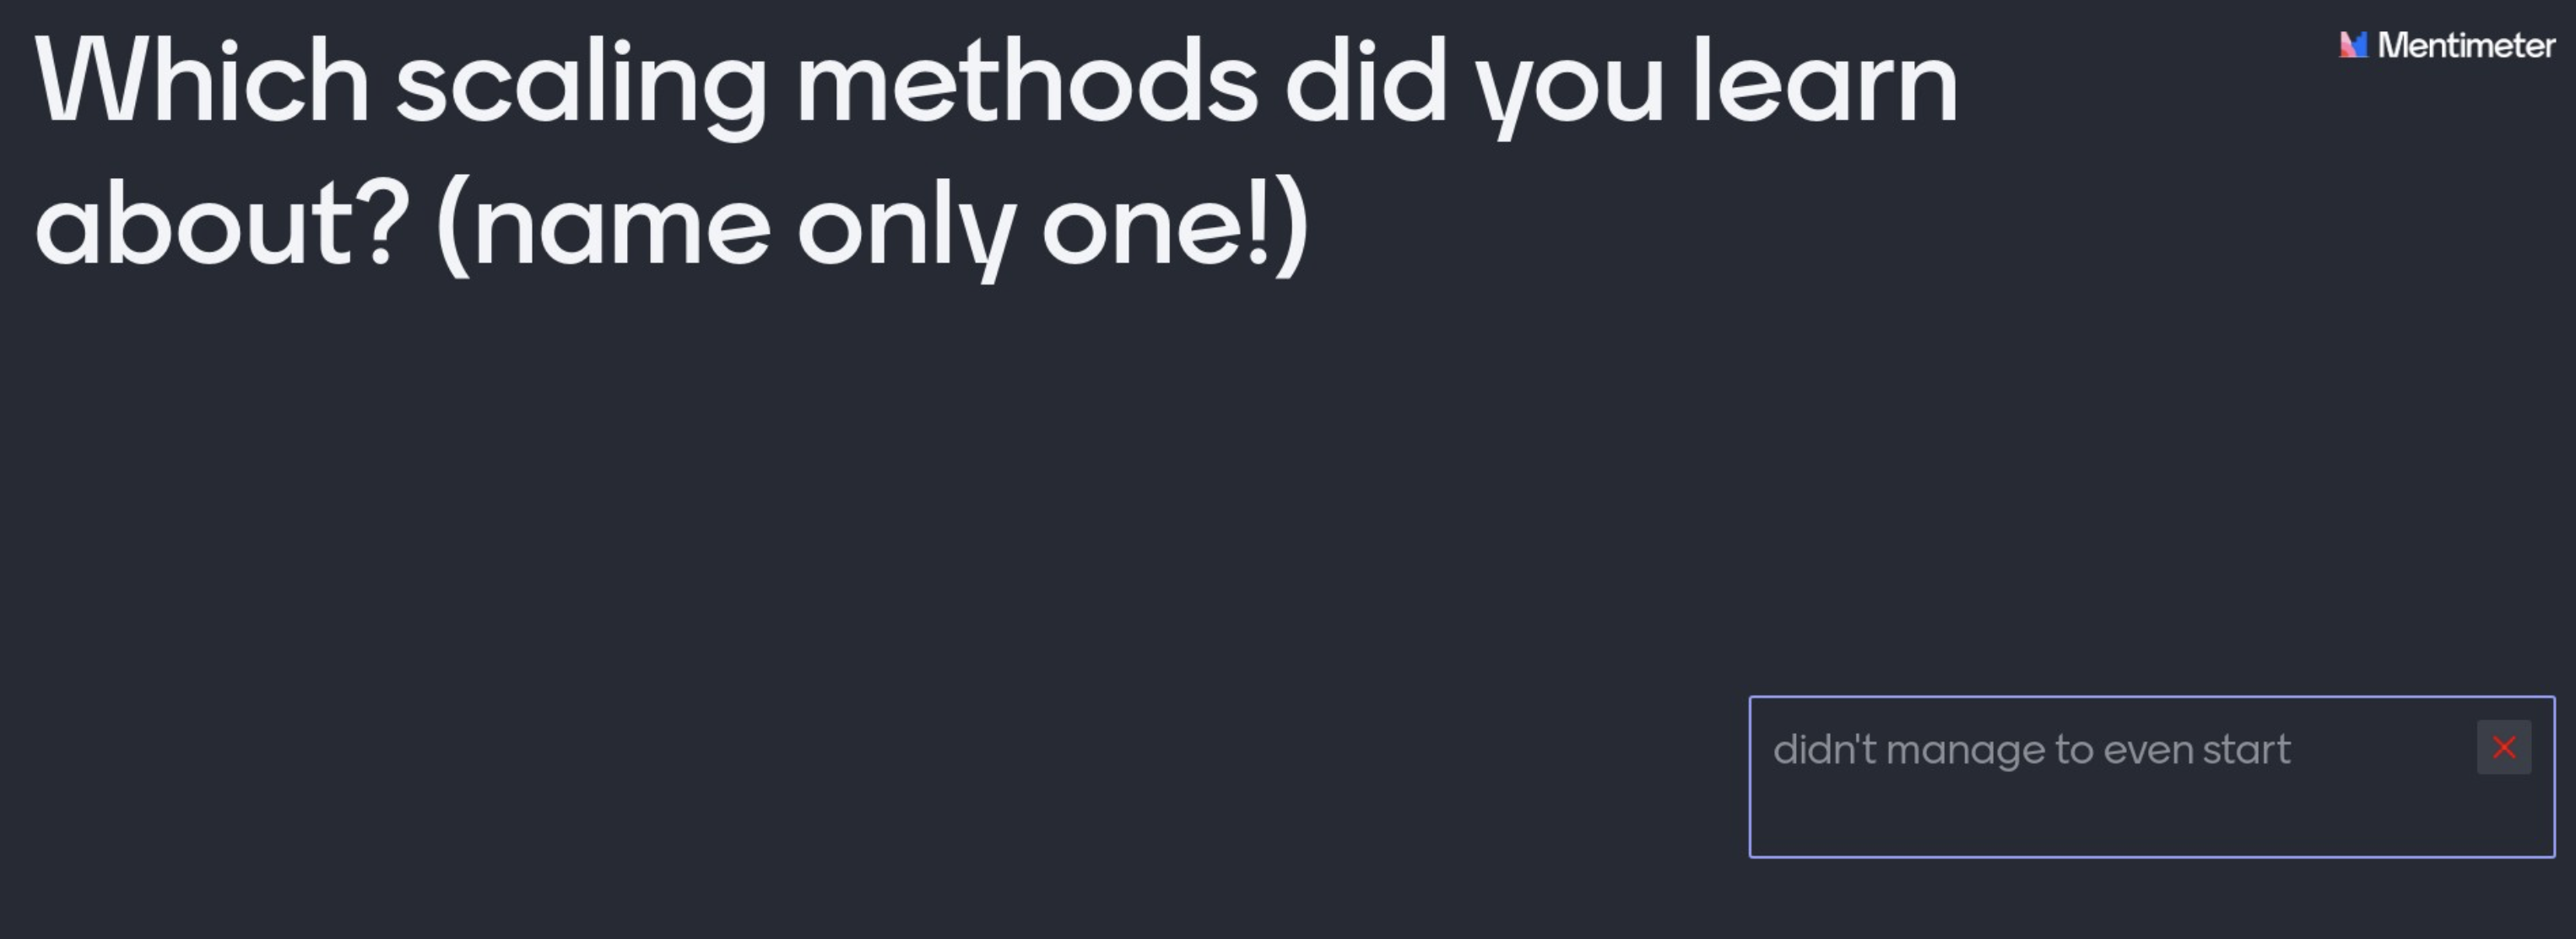 Which scaling methods did you learn
about? (name only one!)
Mentimeter
didn't manage to even start